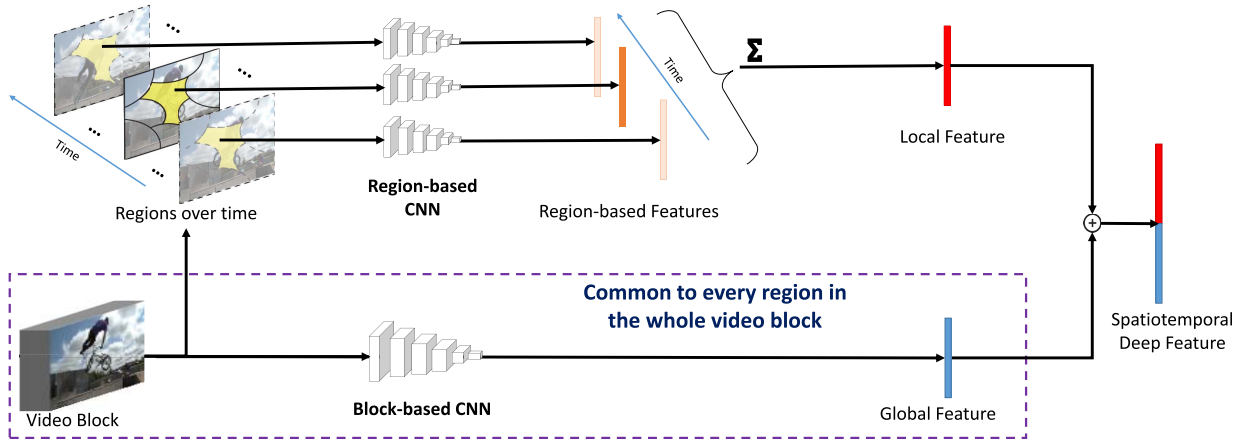 Time
Regions over time
Region-based
CNN
Region-based Features
Time
Σ
Local Feature
+
Spatiotemporal
Deep Feature
Common to every region in
the whole video block
Video Block
Block-based CNN
Global Feature